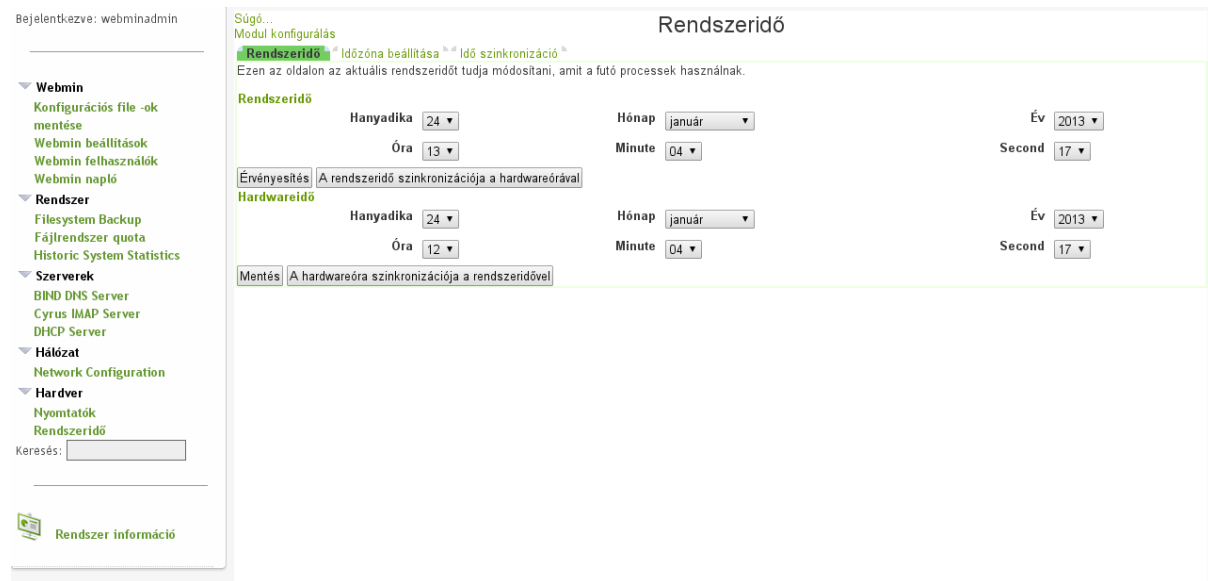 Bejelentkezve: webminadmin
Webmin
Konfigurációs file -ok
mentése
Webmin beállítások
Webmin felhasználók
Webmin napló
Rendszer
Filesystem Backup
Fájlrendszer quota
Historic System Statistics
Szerverek
BIND DNS Server
Cyrus IMAP Server
DHCP Server
Hálózat
Network Configuration
Hardver
Nyomtatók
Rendszeridő
Keresés:
Rendszer információ
Súgó...
Modul konfigurálás
Rendszeridő
Rendszeridő Időzóna beállítása Idő szinkronizáció
Ezen az oldalon az aktuális rendszeridőt tudja módosítani, amit a futó processek használnak.
Rendszeridő
Hanyadika 24 Hónap január Év 2013
Óra 13 Minute 04 Second 17
Érvényesítés A rendszeridő szinkronizációja a hardwareórával
Hardwareidő
Hanyadika 24 Hónap január Év 2013
Óra 12 Minute 04 Second 17
Mentés A hardwareóra szinkronizációja a rendszeridővel